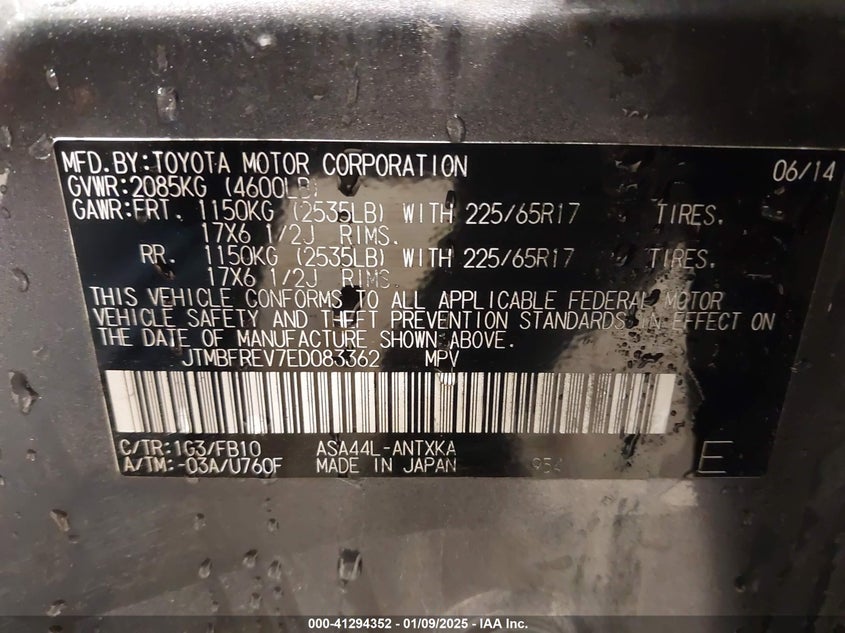 MFD.BY:TOYOTA MOTOR CORPORATION 06/14
GVWR:2085KG (4600LB)
GAWR:FRT. 1150KG (2535LB) WITH 225/65R17 TIRES.
17X6 1/2J RIMS.
RR. 1150KG (2535LB) WITH 225/65R17 TIRES.
17X6 1/2J RIMS
THIS VEHICLE CONFORMS TO ALL APPLICABLE FEDERAL MOTOR
VEHICLE SAFETY AND THEFT PREVENTION STANDARDS IN EFFECT ON
THE DATE OF MANUFACTURE SHOWN ABOVE.
JTMBFREV7ED083362 MPV
C/TR:1G3/FB10 ASA44L-ANTXKA
A/TM:-03A/U760F MADE IN JAPAN E
000-41294352 / 01/09/2025 - IAA Inc.